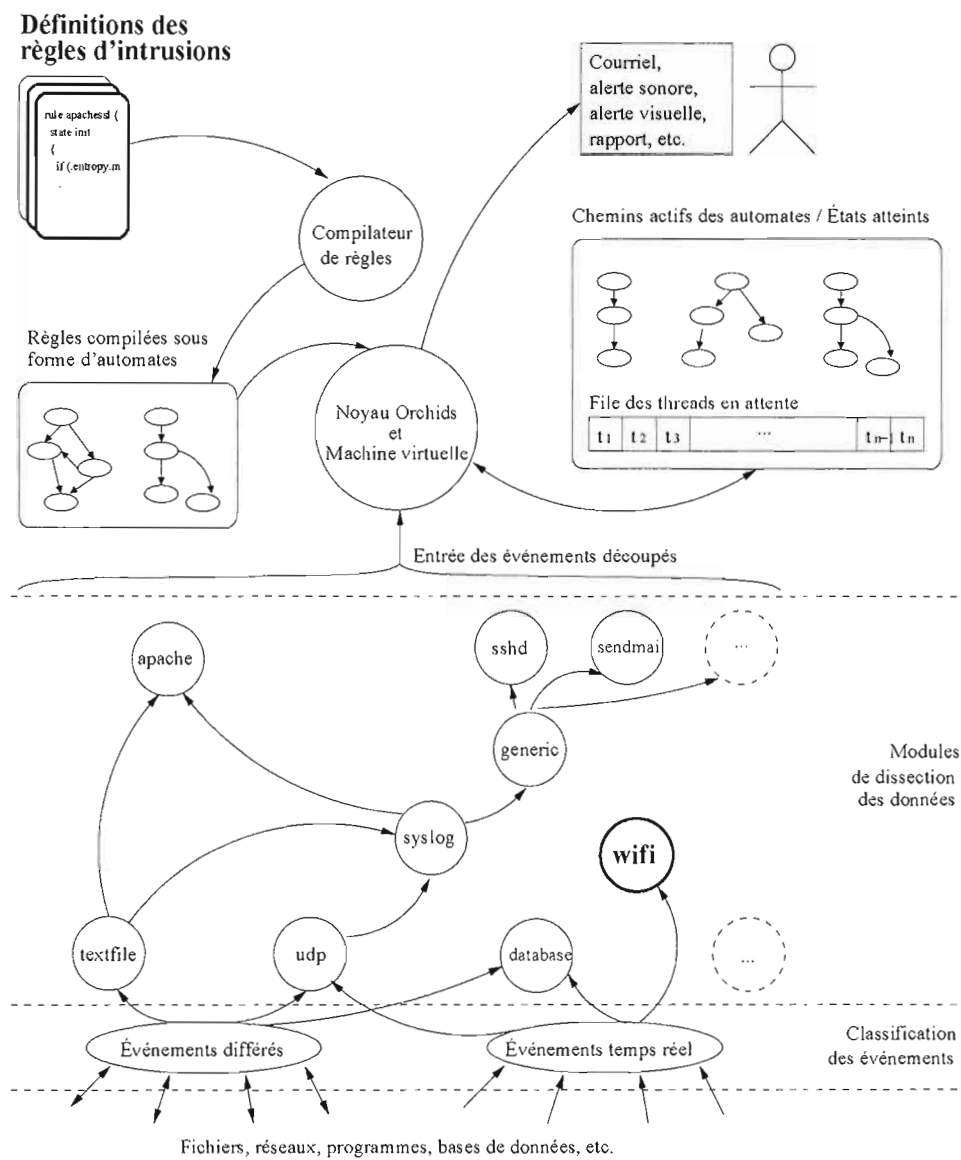 Définitions des
règles d'intrusions
rule apachessl {
state init
{
if (.entropy.m
.
Courriel,
alerte sonore,
alerte visuelle,
rapport, etc.
Compilateur
de règles
Chemins actifs des automates / États atteints
Règles compilées sous
forme d'automates
File des threads en attente
t1 t2 t3 ... tn-1 tn
Noyau Orchids
et
Machine virtuelle
Entrée des événements découpés
apache
sshd
sendmai
...
generic
Modules
de dissection
des données
syslog
wifi
textfile
udp
database
...
Événements différés
Événements temps réel
Classification
des événements
Fichiers, réseaux, programmes, bases de données, etc.